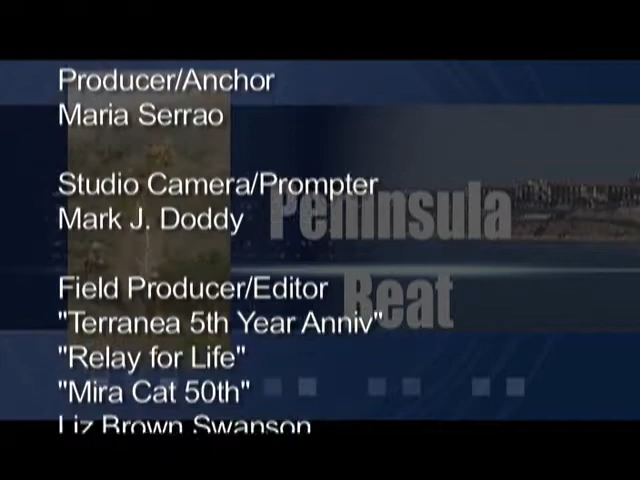 Producer/Anchor
Maria Serrao
Studio Camera/Prompter
Mark J. Doddy
Peninsula
Beat
Field Producer/Editor
"Terranea 5th Year Anniv"
"Relay for Life"
"Mira Cat 50th"
Liz Brown Swanson